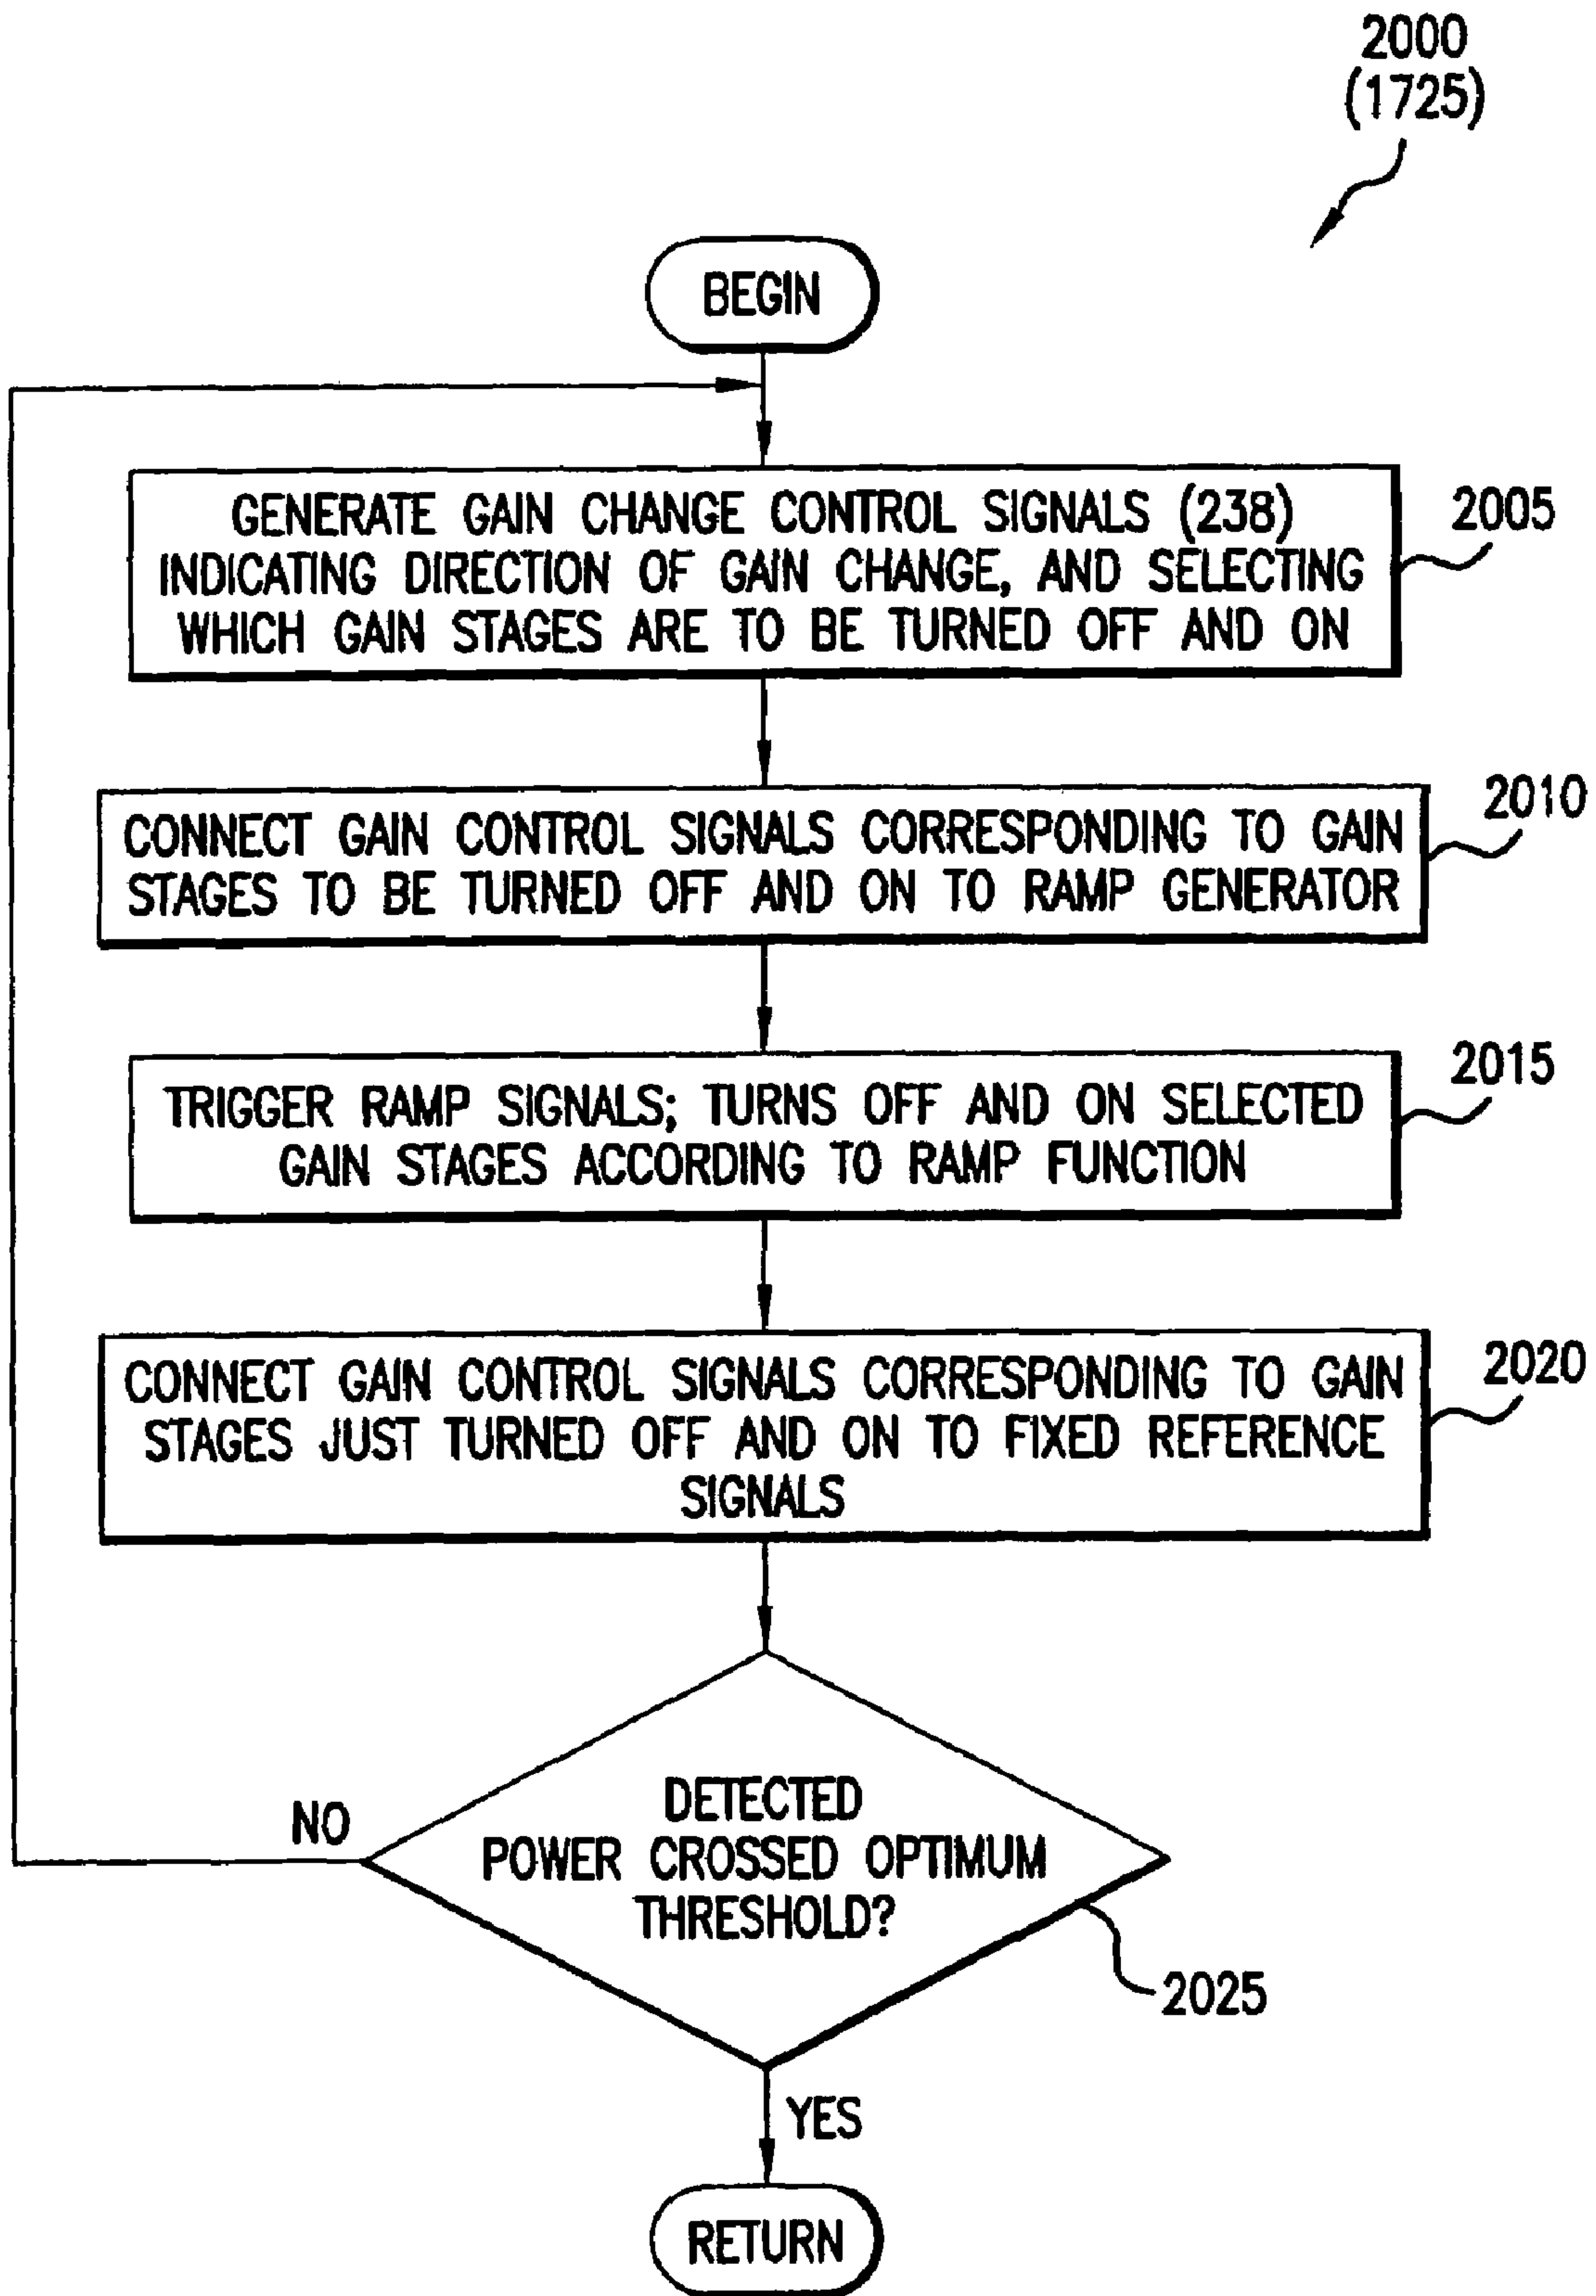 2000
(1725)
BEGIN
GENERATE GAIN CHANGE CONTROL SIGNALS (238)
INDICATING DIRECTION OF GAIN CHANGE, AND SELECTING
WHICH GAIN STAGES ARE TO BE TURNED OFF AND ON
2005
CONNECT GAIN CONTROL SIGNALS CORRESPONDING TO GAIN
STAGES TO BE TURNED OFF AND ON TO RAMP GENERATOR
2010
TRIGGER RAMP SIGNALS; TURNS OFF AND ON SELECTED
GAIN STAGES ACCORDING TO RAMP FUNCTION
2015
CONNECT GAIN CONTROL SIGNALS CORRESPONDING TO GAIN
STAGES JUST TURNED OFF AND ON TO FIXED REFERENCE
SIGNALS
2020
DETECTED
POWER CROSSED OPTIMUM
THRESHOLD?
NO
2025
YES
RETURN